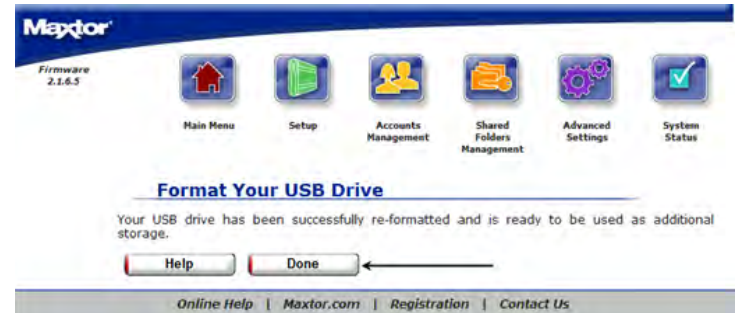 Maxtor
Firmware
2.1.6.5
Main Menu
Setup
Accounts
Management
Shared
Folders
Management
Advanced
Settings
System
Status
Format Your USB Drive
Your USB drive has been successfully re-formatted and is ready to be used as additional
storage.
Help
Done
Online Help | Maxtor.com | Registration | Contact Us